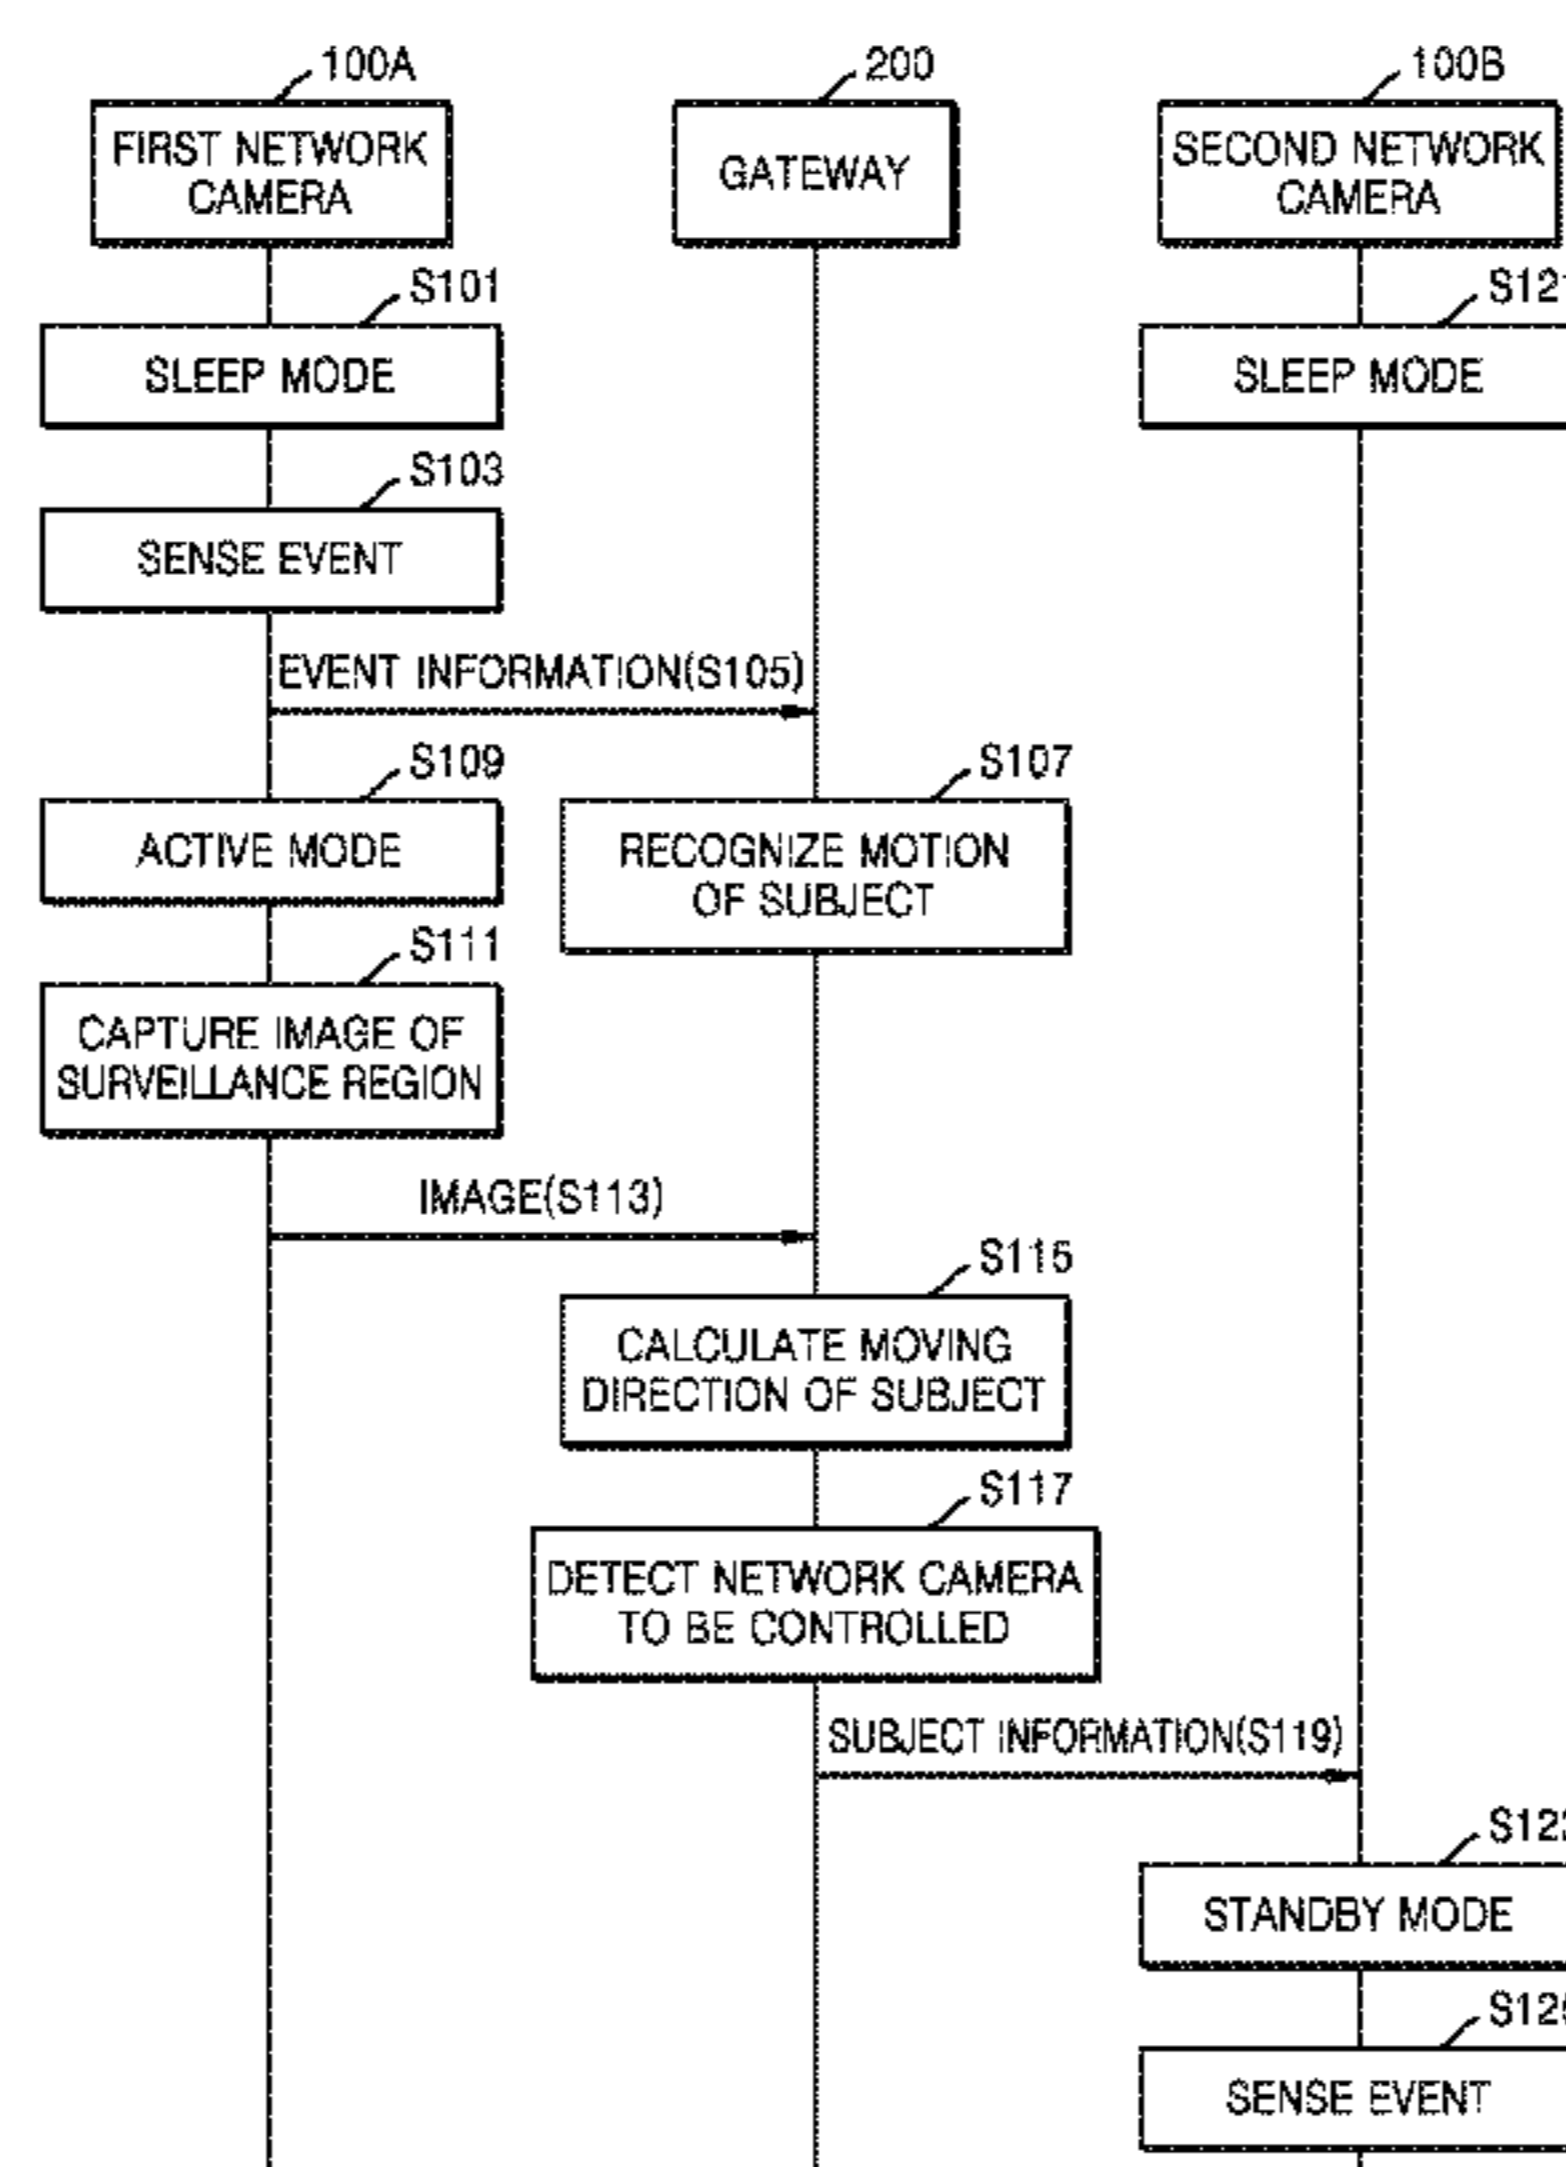 100A
200
100B
FIRST NETWORK
CAMERA
GATEWAY
SECOND NETWORK
CAMERA
S101
SLEEP MODE
SLEEP MODE
S103
SENSE EVENT
EVENT INFORMATION(S105)
S109
S107
ACTIVE MODE
RECOGNIZE MOTION
OF SUBJECT
S111
CAPTURE IMAGE OF
SURVEILLANCE REGION
IMAGE(S113)
S115
CALCULATE MOVING
DIRECTION OF SUBJECT
S117
DETECT NETWORK CAMERA
TO BE CONTROLLED
SUBJECT INFORMATION(S119)
STANDBY MODE
SENSE EVENT